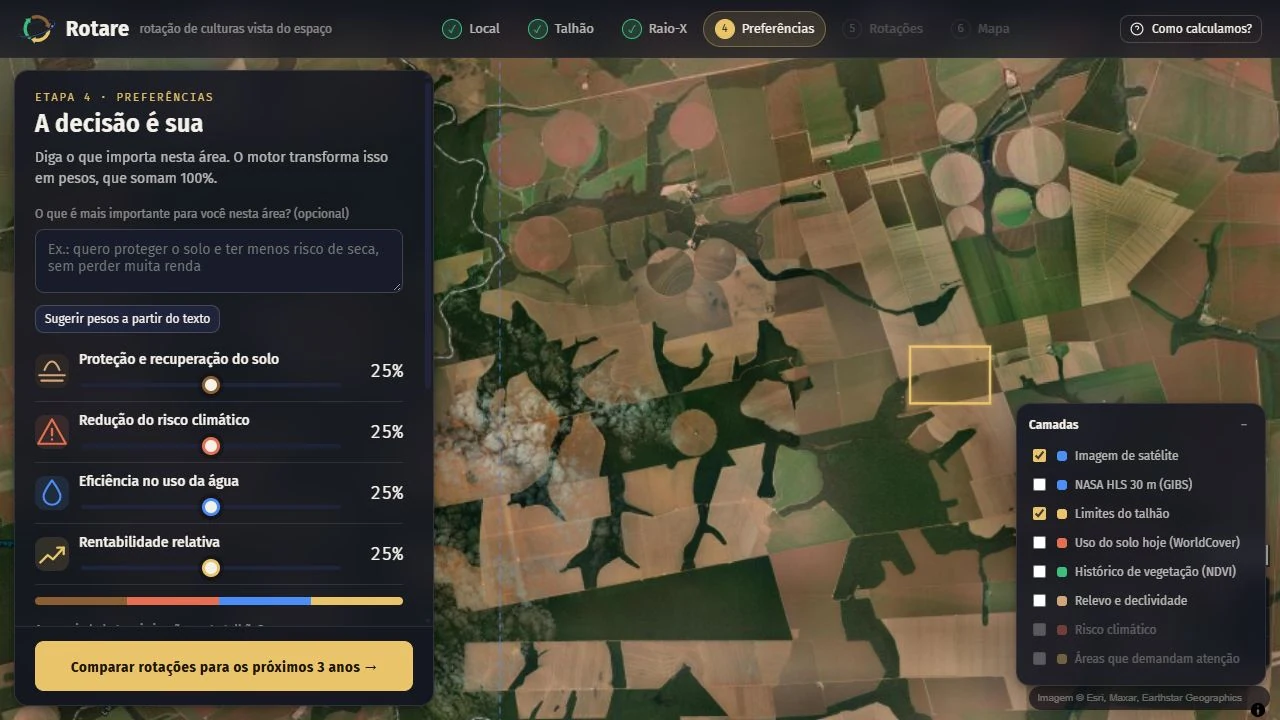 Rotare
rotação de culturas vista do espaço
Local
Talhão
Raio-X
4 Preferências
5 Rotações
6 Mapa
Como calculamos?
ETAPA 4 · PREFERÊNCIAS
A decisão é sua
Diga o que importa nesta área. O motor transforma isso
em pesos, que somam 100%.
O que é mais importante para você nesta área? (opcional)
Ex.: quero proteger o solo e ter menos risco de seca,
sem perder muita renda
Sugerir pesos a partir do texto
Proteção e recuperação do solo
25%
Redução do risco climático
25%
Eficiência no uso da água
25%
Rentabilidade relativa
25%
Comparar rotações para os próximos 3 anos →
Camadas
Imagem de satélite
NASA HLS 30 m (GIBS)
Limites do talhão
Uso do solo hoje (WorldCover)
Histórico de vegetação (NDVI)
Relevo e declividade
Risco climático
Áreas que demandam atenção
Imagem © Esri, Maxar, Earthstar Geographics